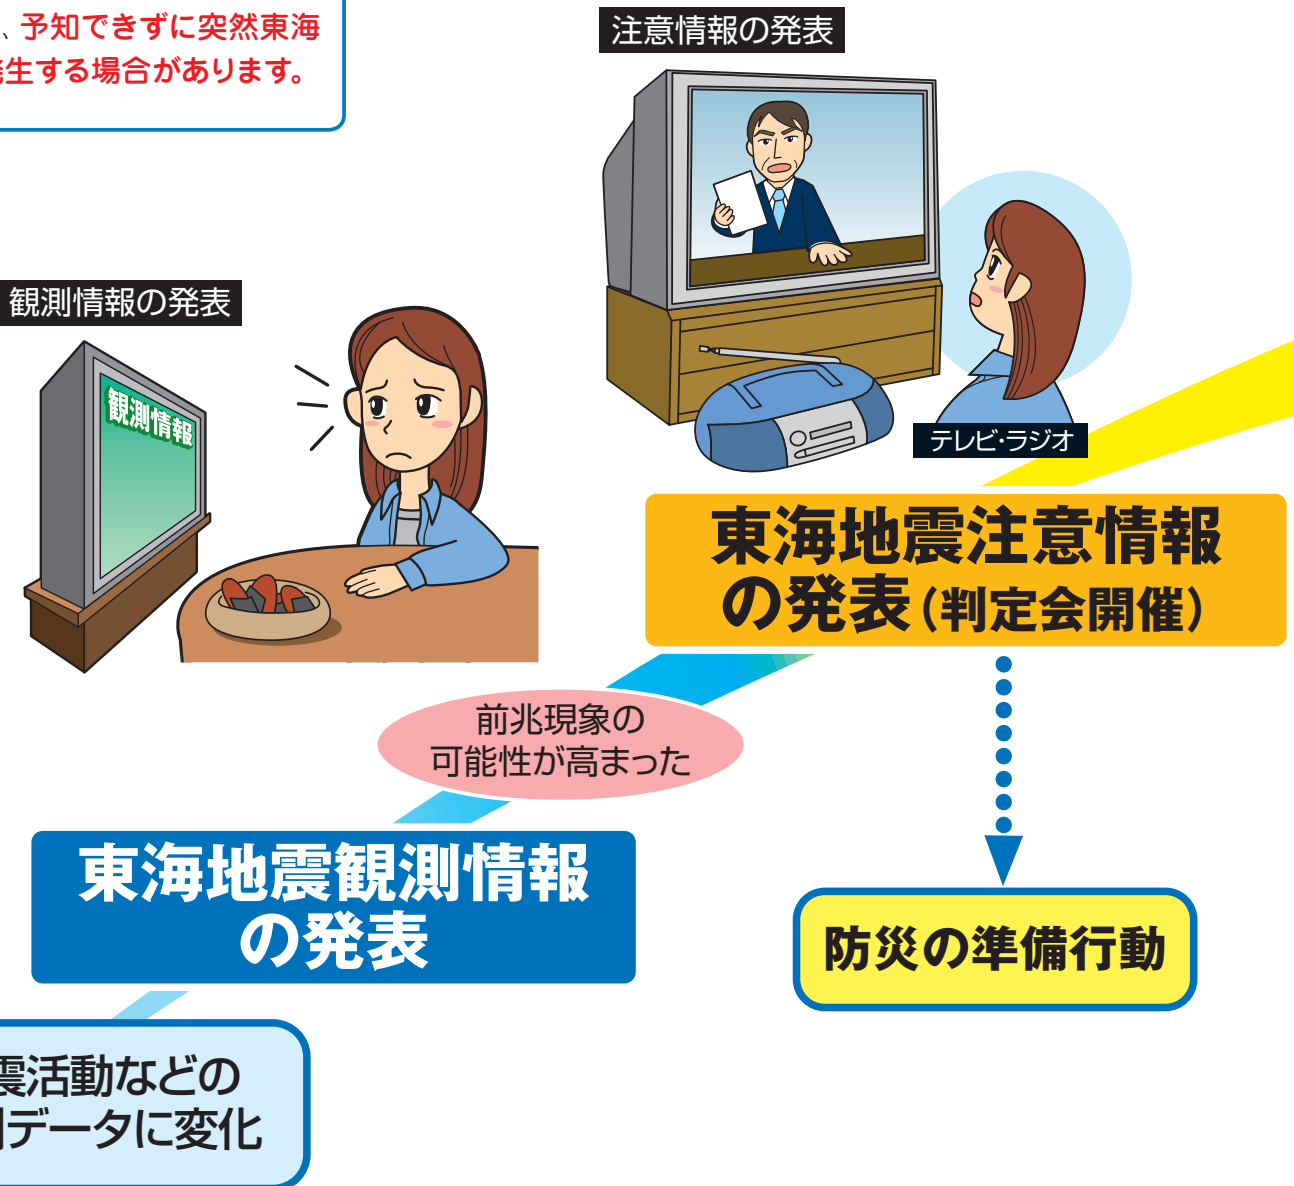 、予知できずに突然東海
生する場合があります。
注意情報の発表
観測情報の発表
観測情報
テレビ・ラジオ
東海地震注意情報
の発表(判定会開催)
前兆現象の
可能性が高まった
東海地震観測情報
の発表
防災の準備行動
震活動などの
データに変化